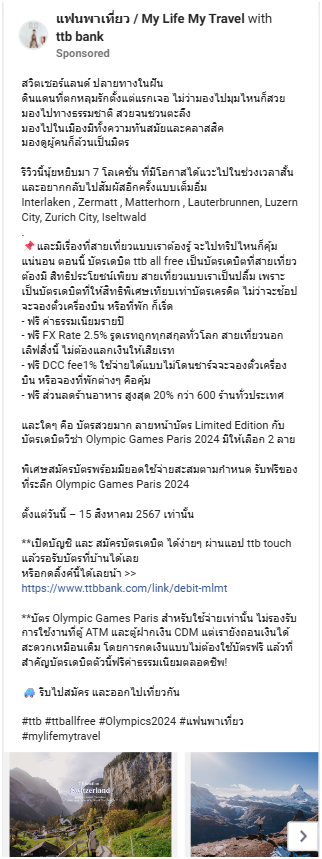 แฟนพาเที่ยว / My Life My Travel with
ttb bank
Sponsored
สวิตเซอร์แลนด์ ปลายทางในฝัน
ดินแดนที่ตกหลุมรักตั้งแต่แรกเจอ ไม่ว่ามองไปมุมไหนก็สวย
มองไปทางธรรมชาติ สวยจนชวนตะลึง
มองไปในเมืองมีทั้งความทันสมัยและคลาสสิค
มองดูผู้คนก็ล้วนเป็นมิตร
รีวิวนี้นุ้ยหยิบมา 7 โลเคชั่น ที่มีโอกาสได้แวะไปในช่วงเวลาสั้น
และอยากกลับไปสัมผัสอีกครั้งแบบเต็มอิ่ม
Interlaken , Zermatt , Matterhorn , Lauterbrunnen, Luzern
City, Zurich City, Iseltwald
.
📌 และมีเรื่องที่สายเที่ยวแบบเราต้องรู้ จะไปทริปไหนก็คุ้ม
แน่นอน ตอนนี้ บัตรเดบิต ttb all free เป็นบัตรเดบิตที่สายเที่ยว
ต้องมี สิทธิประโยชน์เพียบ สายเที่ยวแบบเราเป็นปลื้ม เพราะ
เป็นบัตรเดบิตที่ให้สิทธิพิเศษเทียบเท่าบัตรเครดิต ไม่ว่าจะช้อป
จะจองตั๋วเครื่องบิน หรือที่พัก ก็เริ่ด
- ฟรี ค่าธรรมเนียมรายปี
- ฟรี FX Rate 2.5% รูดเรทถูกทุกสกุลทั่วโลก สายเที่ยวนอก
เลิฟสิ่งนี้ ไม่ต้องแลกเงินให้เสียเรท
- ฟรี DCC fee1% ใช้จ่ายได้แบบไม่โดนชาร์จจะจองตั๋วเครื่อง
บิน หรือจองที่พักต่างๆ คือคุ้ม
- ฟรี ส่วนลดร้านอาหาร สูงสุด 20% กว่า 600 ร้านทั่วประเทศ
และใดๆ คือ บัตรสวยมาก ลายหน้าบัตร Limited Edition กับ
บัตรเดบิตวีซ่า Olympic Games Paris 2024 มีให้เลือก 2 ลาย
พิเศษสมัครบัตรพร้อมมียอดใช้จ่ายสะสมตามกำหนด รับฟรีของ
ที่ระลึก Olympic Games Paris 2024
ตั้งแต่วันนี้ – 15 สิงหาคม 2567 เท่านั้น
**เปิดบัญชี และ สมัครบัตรเดบิต ได้ง่ายๆ ผ่านแอป ttb touch
แล้วรอรับบัตรที่บ้านได้เลย
หรือกดลิ้งค์นี้ได้เลยน้า >>
https://www.ttbbank.com/link/debit-mlmt
**บัตร Olympic Games Paris สำหรับใช้จ่ายเท่านั้น ไม่รองรับ
การใช้งานที่ตู้ ATM และตู้ฝากเงิน CDM แต่เรายังถอนเงินได้
สะดวกเหมือนเดิม โดยการกดเงินแบบไม่ต้องใช้บัตรฟรี แล้วที่
สำคัญบัตรเดบิตตัวนี้ฟรีค่าธรรมเนียมตลอดชีพ!
🚙 รีบไปสมัคร และออกไปเที่ยวกัน
#ttb #ttballfree #Olympics2024 #แฟนพาเที่ยว
#mylifemytravel
Switzerland